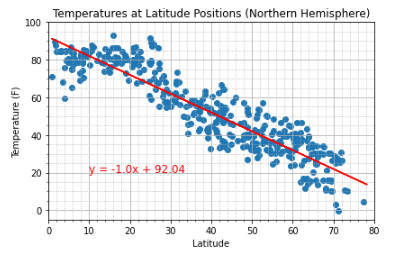 Temperatures at Latitude Positions (Northern Hemisphere)
100
80
60
40
20
0
Temperature (F)
y = -1.0x + 92.04
0 10 20 30 40 50 60 70 80
Latitude